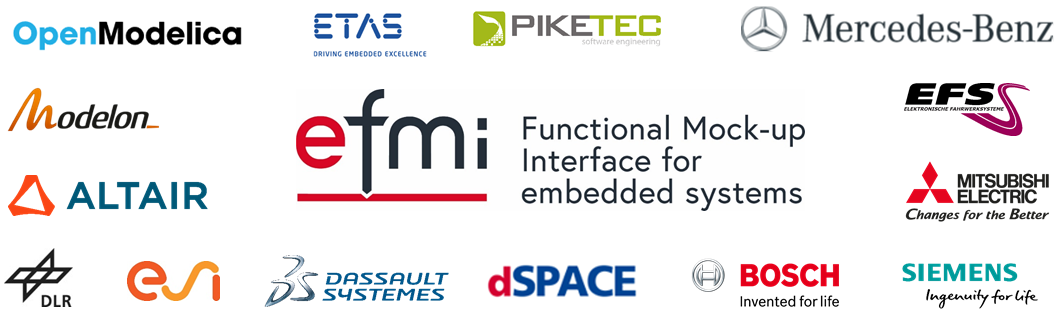 OpenModelica
ETAS
DRIVING EMBEDDED EXCELLENCE
PIKETEC
software engineering
Mercedes-Benz
Modelon
efmi
Functional Mock-up
Interface for
embedded systems
EFS
ELEKTRONISCHE FAHRWERKSYSTEME
ALTAIR
MITSUBISHI
ELECTRIC
Changes for the Better
DLR
esi
DASSAULT
SYSTEMES
dSPACE
BOSCH
Invented for life
SIEMENS
Ingenuity for life